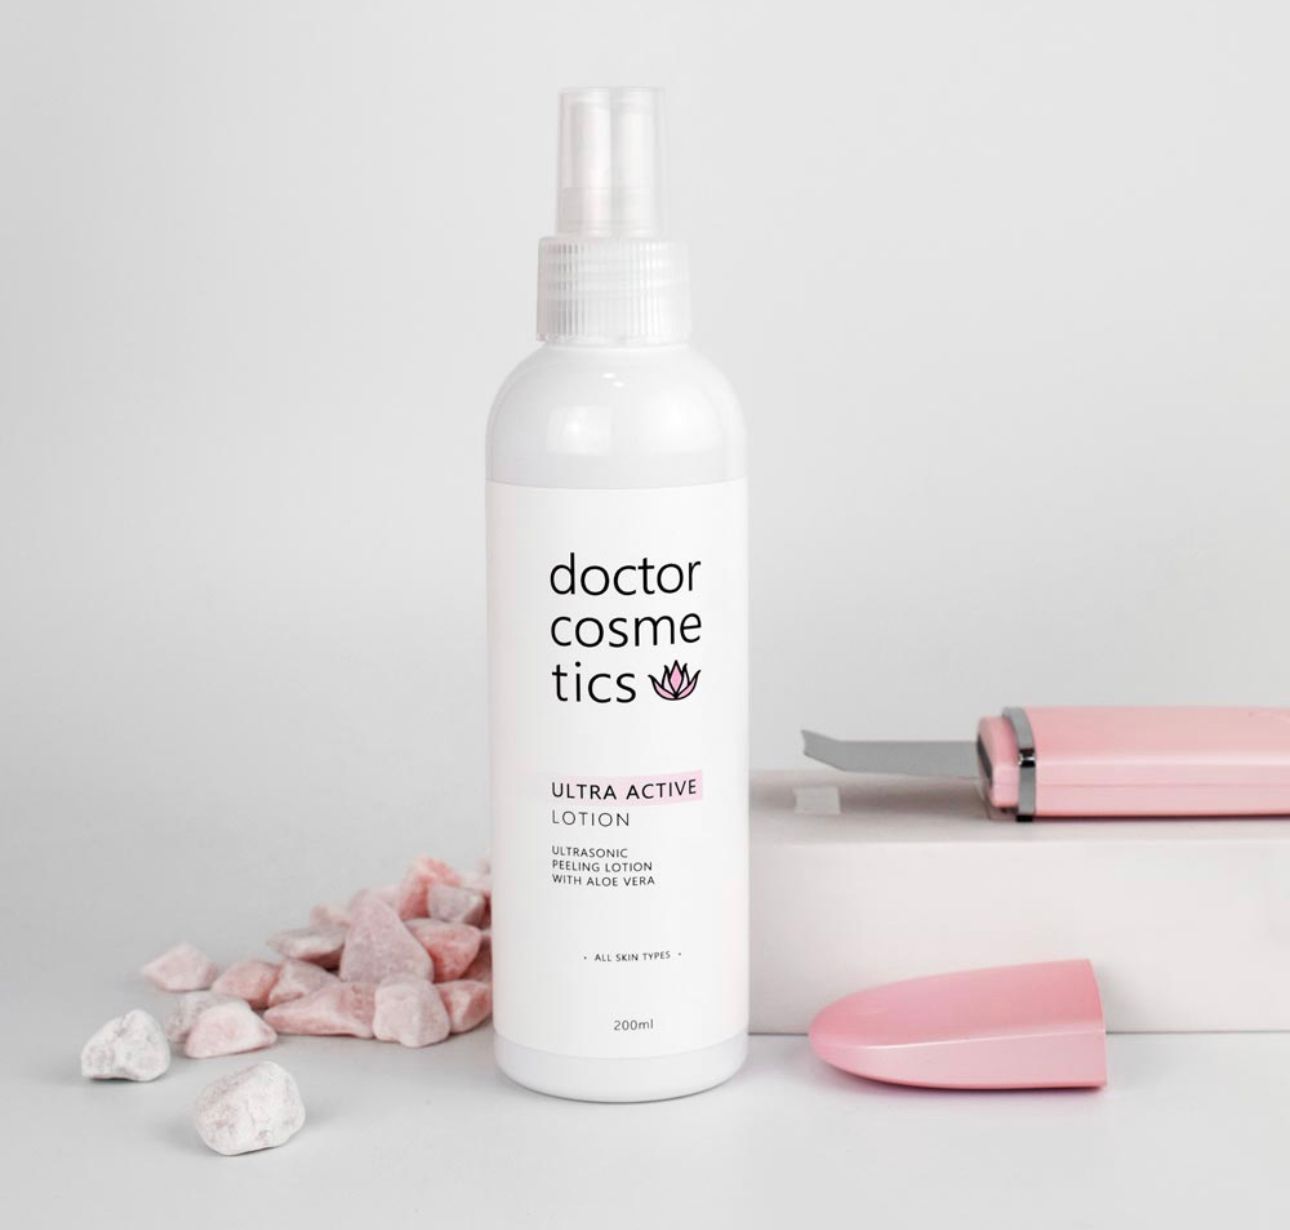 doctor
cosme
tics
ULTRA ACTIVE
LOTION
ULTRASONIC
PEELING LOTION
WITH ALOE VERA
· ALL SKIN TYPES ·
200ml